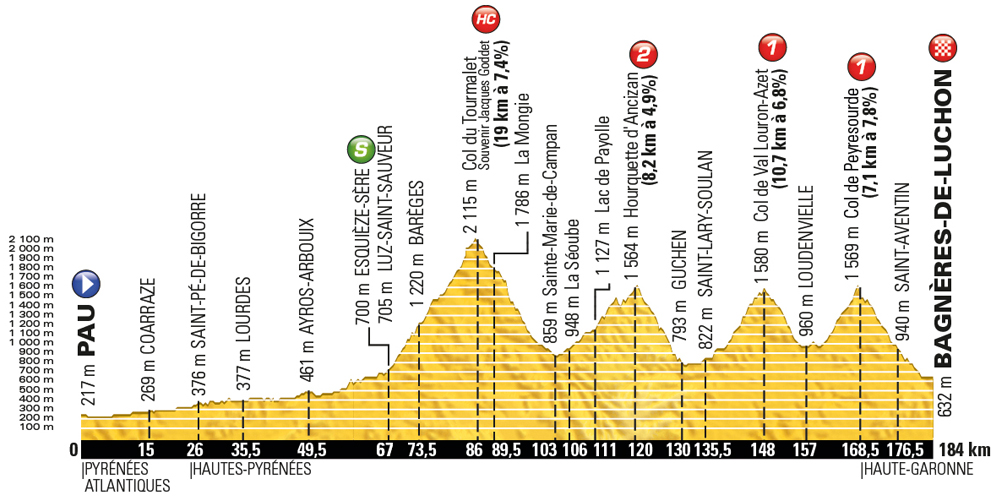 2 100 m
2 000 m
1 900 m
1 800 m
1 700 m
1 600 m
1 500 m
1 400 m
1 300 m
1 200 m
1 100 m
1 000 m
900 m
800 m
700 m
600 m
500 m
400 m
300 m
200 m
100 m
217 m PAU
269 m COARRAZE
376 m SAINT-PÉ-DE-BIGORRE
377 m LOURDES
461 m AYROS-ARBOUIX
S
700 m ESQUIÈZE-SÈRE
705 m LUZ-SAINT-SAUVEUR
1 220 m BARÈGES
HC
2 115 m Col du Tourmalet
Souvenir Jacques Goddet
(19 km à 7,4%)
1 786 m La Mongie
859 m Sainte-Marie-de-Campan
948 m La Séoube
1 127 m Lac de Payolle
2
1 564 m Hourquette d'Ancizan
(8,2 km à 4,9%)
793 m GUCHEN
822 m SAINT-LARY-SOULAN
1
1 580 m Col de Val Louron-Azet
(10,7 km à 6,8%)
960 m LOUDENVIELLE
1
1 569 m Col de Peyresourde
(7,1 km à 7,8%)
940 m SAINT-AVENTIN
632 m BAGNÈRES-DE-LUCHON
0 15 26 35,5 49,5 67 73,5 86 89,5 103 106 111 120 130 135,5 148 157 168,5 176,5 184 km
PYRÉNÉES
ATLANTIQUES
HAUTES-PYRÉNÉES
HAUTE-GARONNE